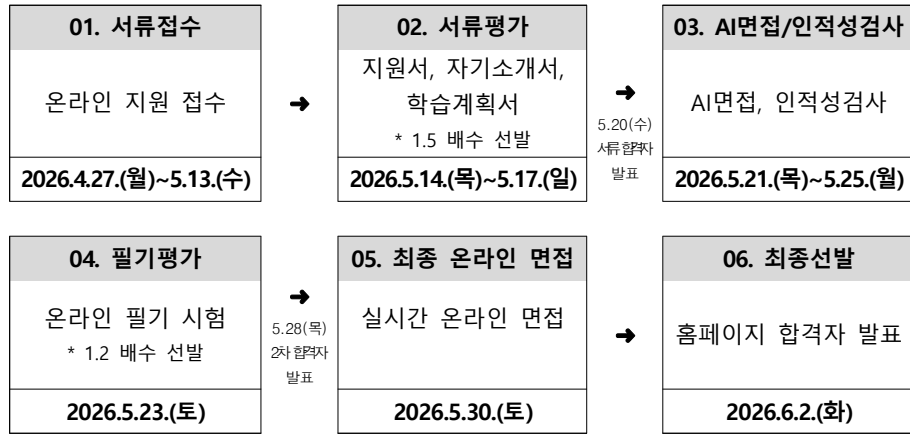 01. 서류접수
온라인 지원 접수
2026.4.27.(월)~5.13.(수)
➜
02. 서류평가
지원서, 자기소개서,
학습계획서
* 1.5 배수 선발
2026.5.14.(목)~5.17.(일)
➜
5.20(수)
서류합격자
발표
03. AI면접/인적성검사
AI면접, 인적성검사
2026.5.21.(목)~5.25.(월)
04. 필기평가
온라인 필기 시험
* 1.2 배수 선발
2026.5.23.(토)
➜
5.28(목)
2차 합격자
발표
05. 최종 온라인 면접
실시간 온라인 면접
2026.5.30.(토)
➜
06. 최종선발
홈페이지 합격자 발표
2026.6.2.(화)